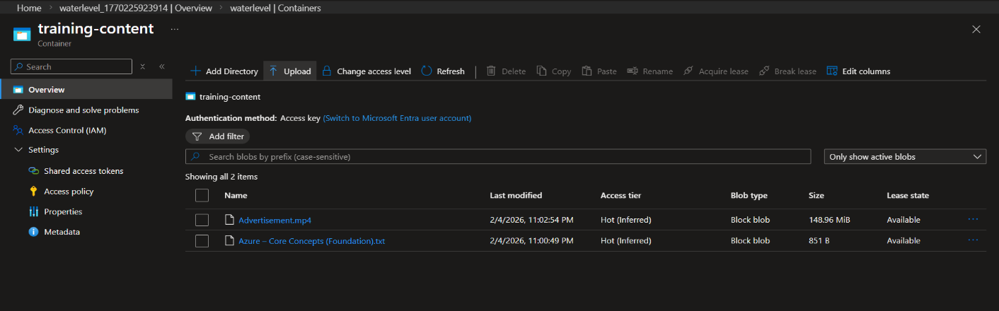 Home > waterlevel_1770225923914 | Overview > waterlevel | Containers
training-content ...
Container
Search
Overview
Diagnose and solve problems
Access Control (IAM)
Settings
Shared access tokens
Access policy
Properties
Metadata
Add Directory Upload Change access level Refresh Delete Copy Paste Rename Acquire lease Break lease Edit columns
training-content
Authentication method: Access key (Switch to Microsoft Entra user account)
Add filter
Search blobs by prefix (case-sensitive) Only show active blobs
Showing all 2 items
Name Last modified Access tier Blob type Size Lease state
Advertisement.mp4 2/4/2026, 11:02:54 PM Hot (Inferred) Block blob 148.96 MiB Available ...
Azure – Core Concepts (Foundation).txt 2/4/2026, 11:00:49 PM Hot (Inferred) Block blob 851 B Available ...